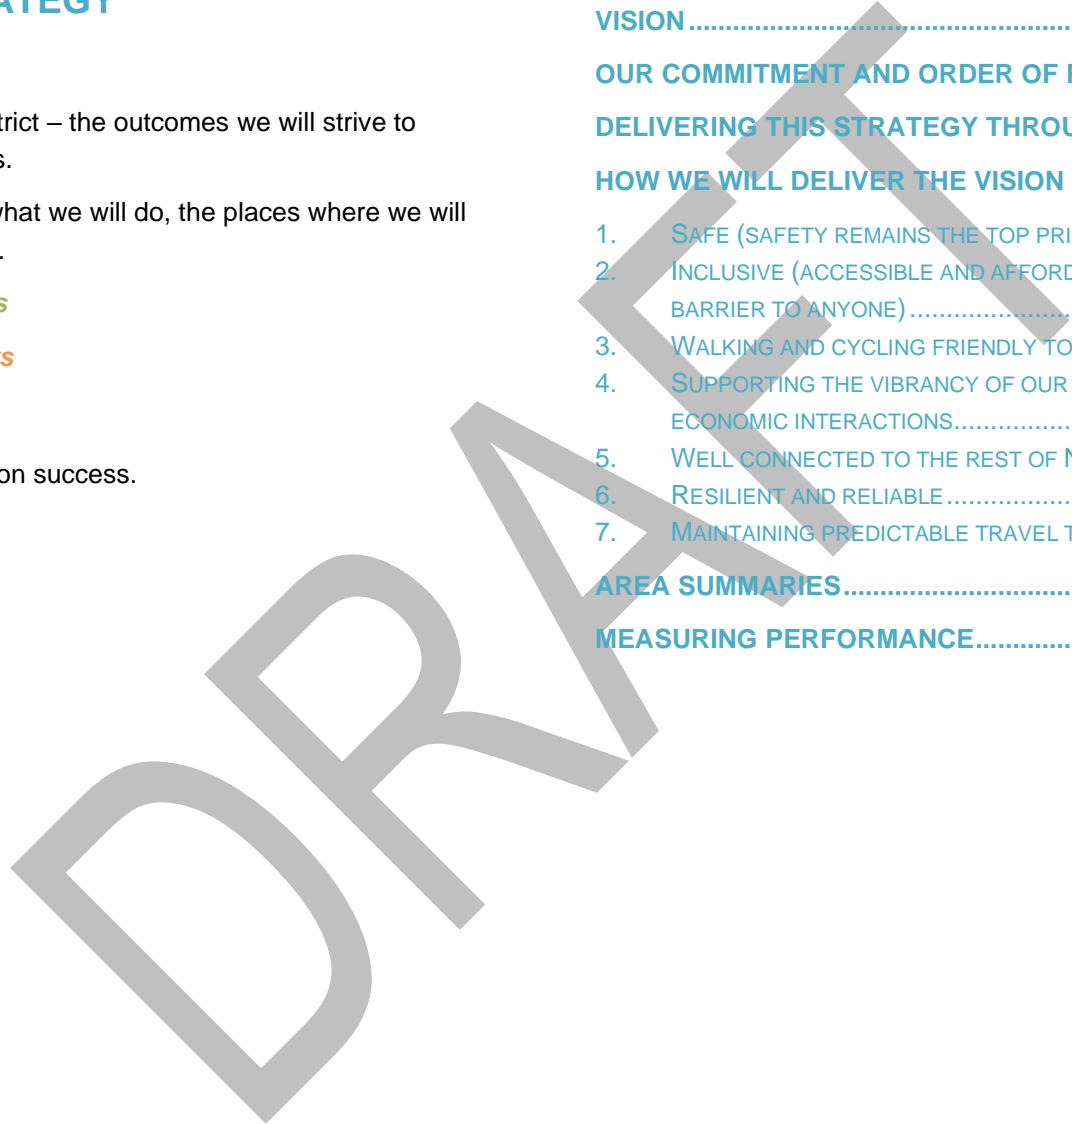 ATEGY
trict – the outcomes we will strive to
s.
what we will do, the places where we will
.
s
ts
on success.
VISION
OUR COMMITMENT AND ORDER OF
DELIVERING THIS STRATEGY THROU
HOW WE WILL DELIVER THE VISION
1. SAFE (SAFETY REMAINS THE TOP PRI
2. INCLUSIVE (ACCESSIBLE AND AFFORD
BARRIER TO ANYONE)
3. WALKING AND CYCLING FRIENDLY TO
4. SUPPORTING THE VIBRANCY OF OUR
ECONOMIC INTERACTIONS
5. WELL CONNECTED TO THE REST OF N
6. RESILIENT AND RELIABLE
7. MAINTAINING PREDICTABLE TRAVEL T
AREA SUMMARIES
MEASURING PERFORMANCE
DRAFT